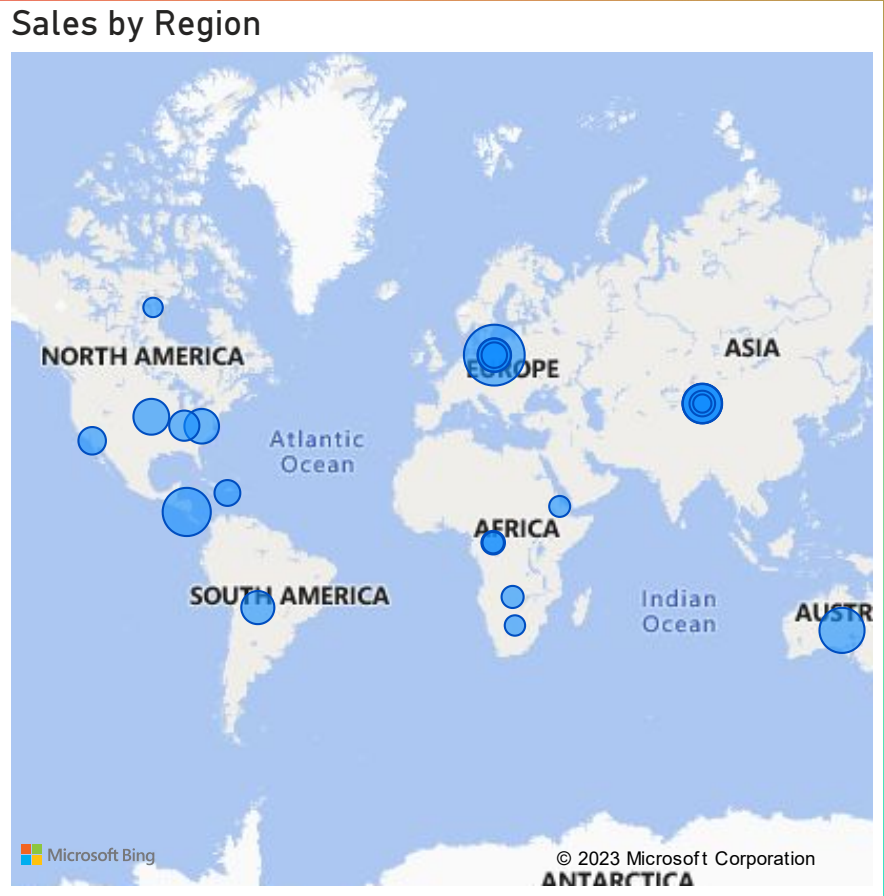 Sales by Region
ASIA
NORTH AMERICA
EUROPE
Atlantic
Ocean
AFRICA
SOUTH AMERICA
Indian
Ocean
AUSTR
Microsoft Bing
© 2023 Microsoft Corporation
ANTARCTICA